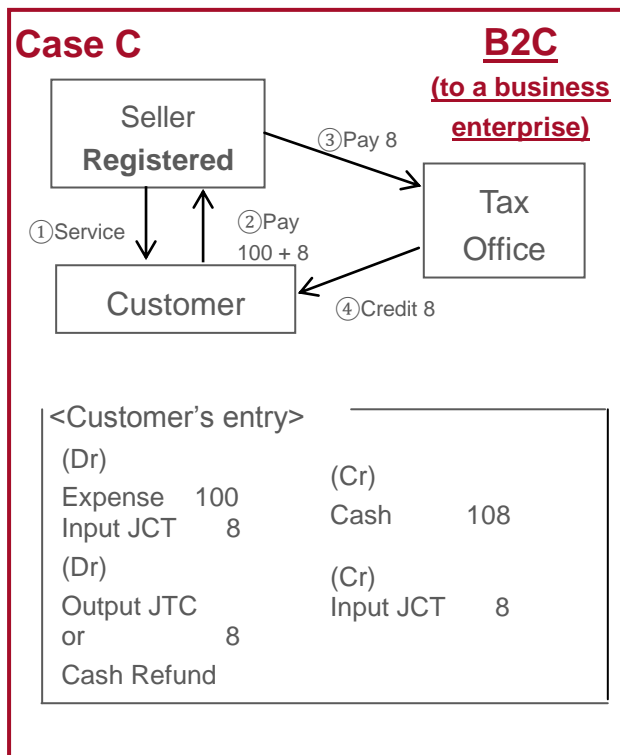 Case C
B2C
(to a business
enterprise)
Seller
Registered
③Pay 8
Tax
Office
①Service
②Pay
100 + 8
Customer
④Credit 8
<Customer's entry>
(Dr)
Expense 100
Input JCT 8
(Cr)
Cash 108
(Dr)
Output JTC
or 8
Cash Refund
(Cr)
Input JCT 8